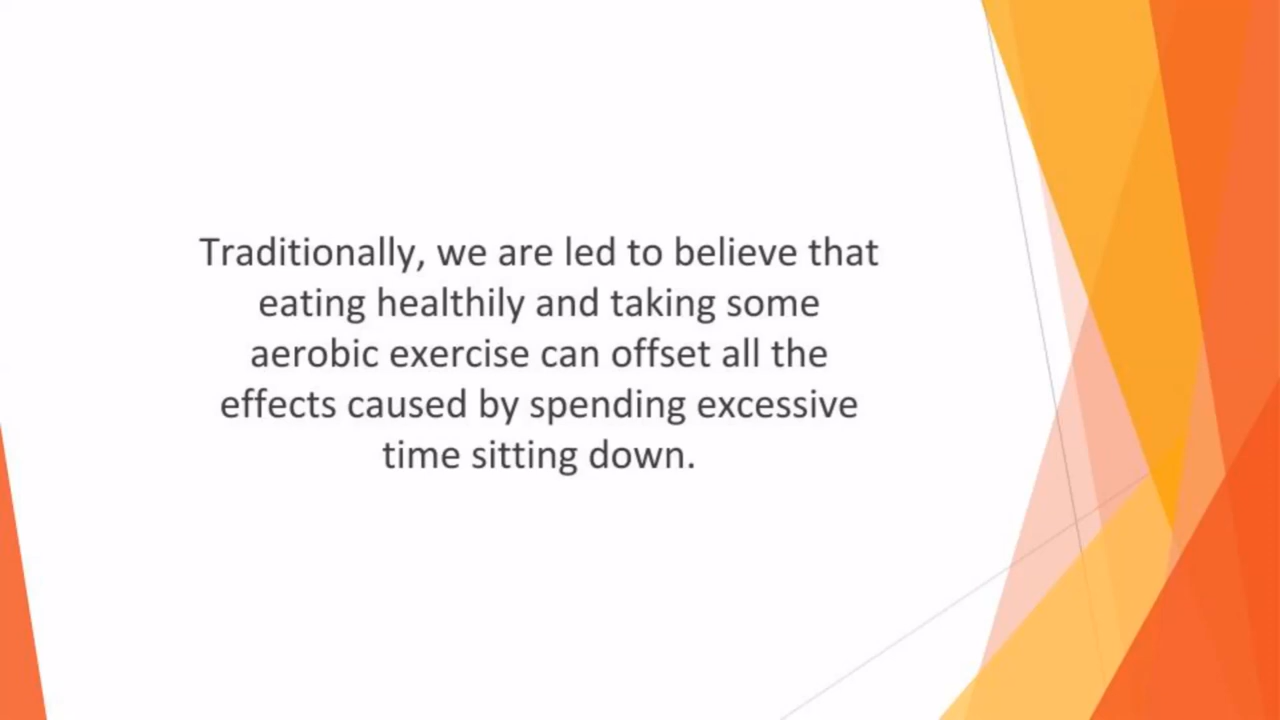 Traditionally, we are led to believe that
eating healthily and taking some
aerobic exercise can offset all the
effects caused by spending excessive
time sitting down.